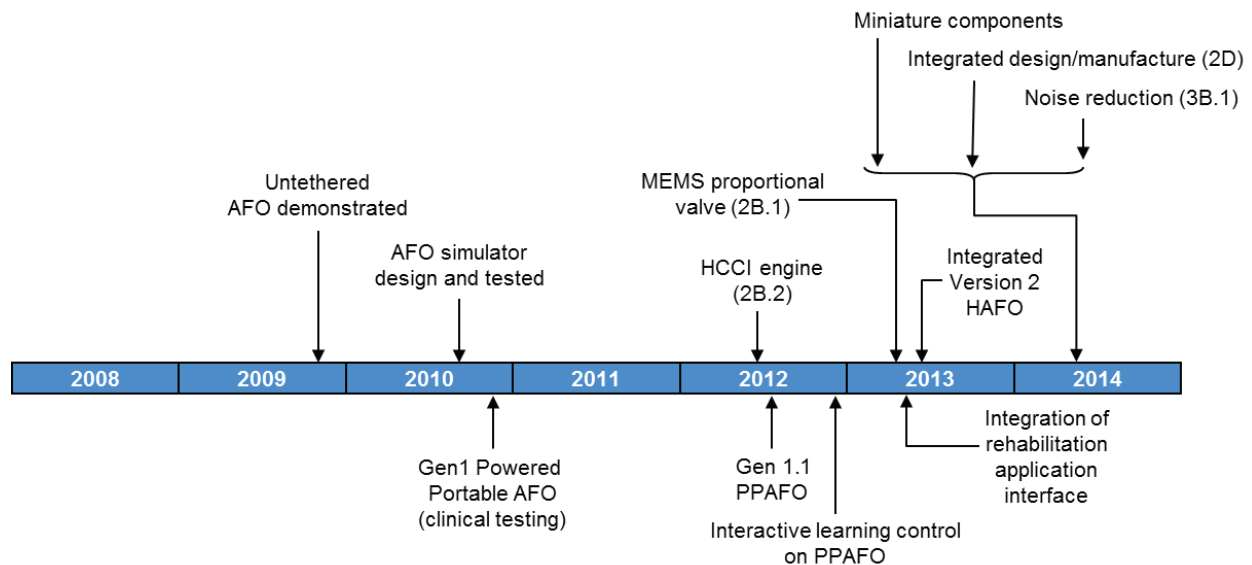 Miniature components
Integrated design/manufacture (2D)
Noise reduction (3B.1)
Untethered
AFO demonstrated
MEMS proportional
valve (2B.1)
AFO simulator
design and tested
HCCI engine
(2B.2)
Integrated
Version 2
HAFO
2008
2009
2010
2011
2012
2013
2014
Gen1 Powered
Portable AFO
(clinical testing)
Gen 1.1
PPAFO
Interactive learning control
on PPAFO
Integration of
rehabilitation
application
interface